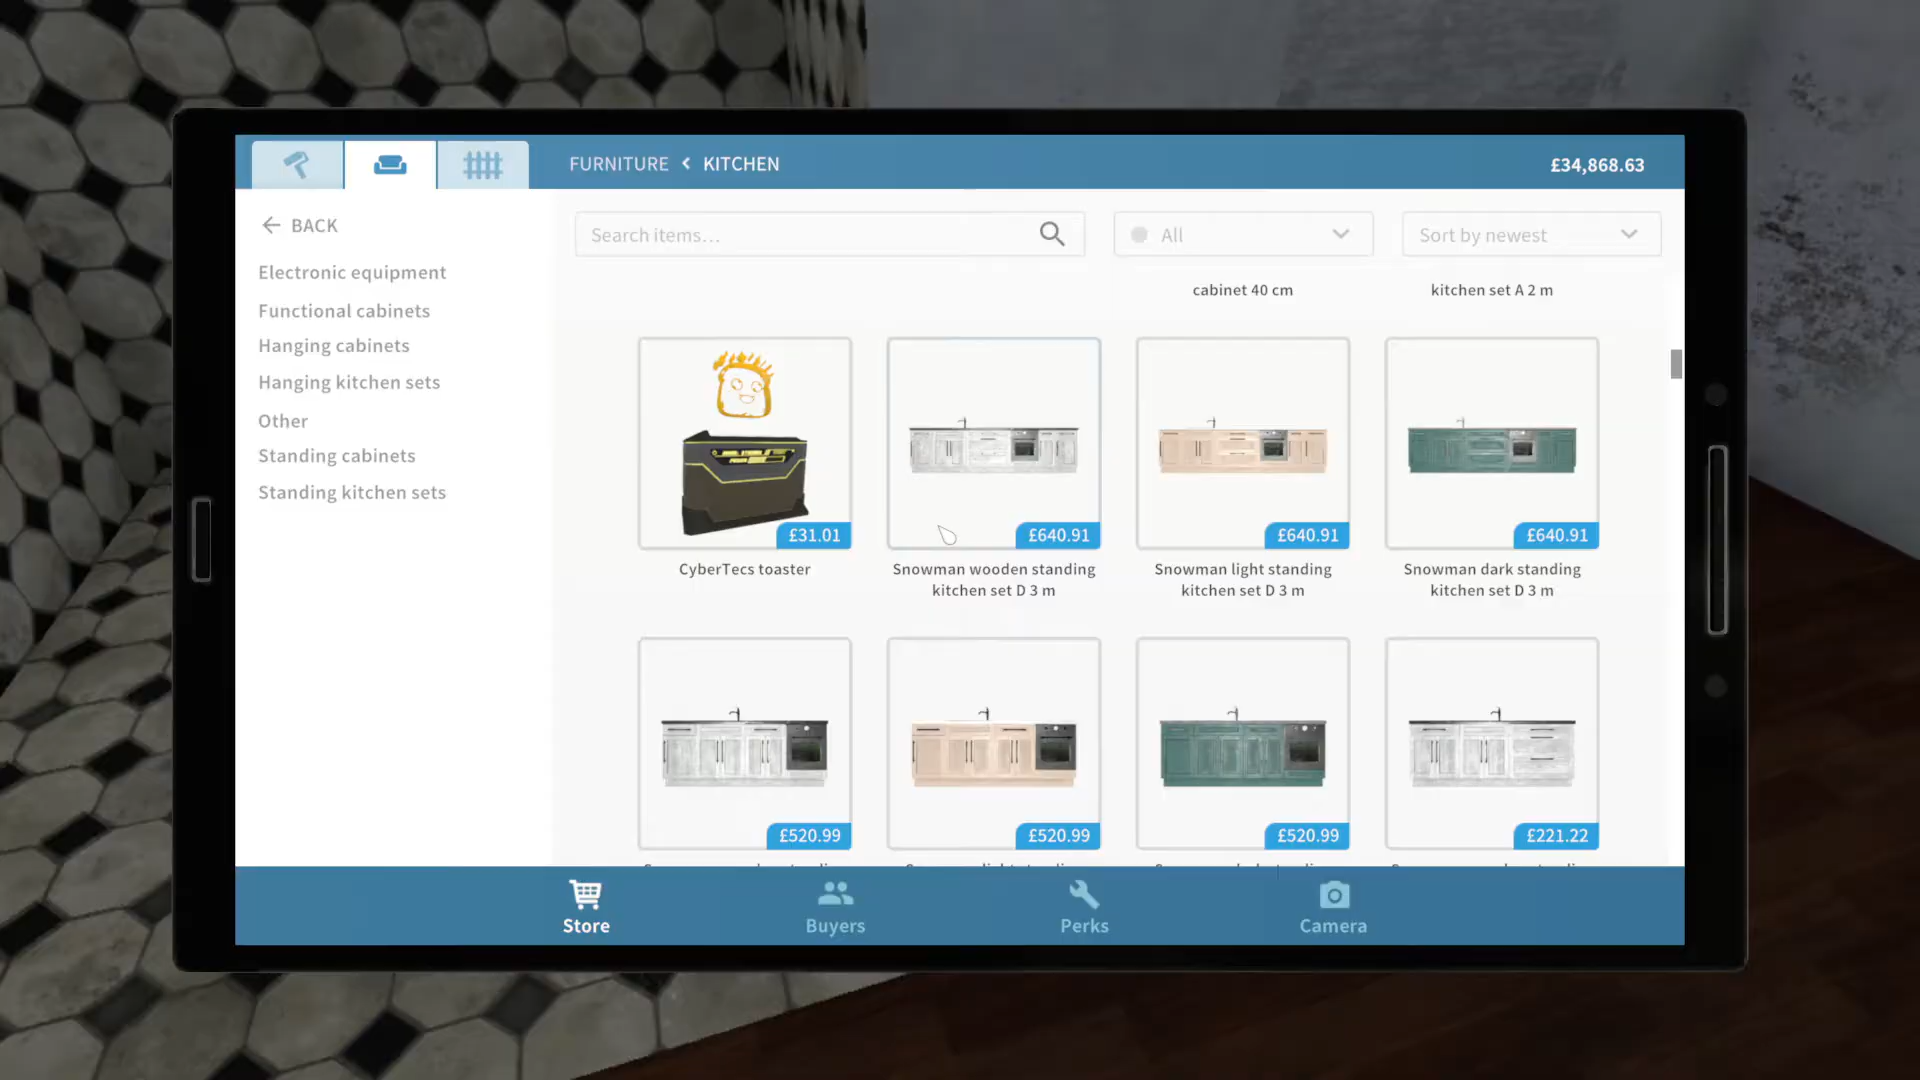 FURNITURE < KITCHEN
£34,868.63
BACK
Search items...
All
Sort by newest
Electronic equipment
Functional cabinets
Hanging cabinets
Hanging kitchen sets
Other
Standing cabinets
Standing kitchen sets
cabinet 40 cm
kitchen set A 2 m
£31.01
£640.91
£640.91
£640.91
CyberTecs toaster
Snowman wooden standing
kitchen set D 3 m
Snowman light standing
kitchen set D 3 m
Snowman dark standing
kitchen set D 3 m
£520.99
£520.99
£520.99
£221.22
Store
Buyers
Perks
Camera